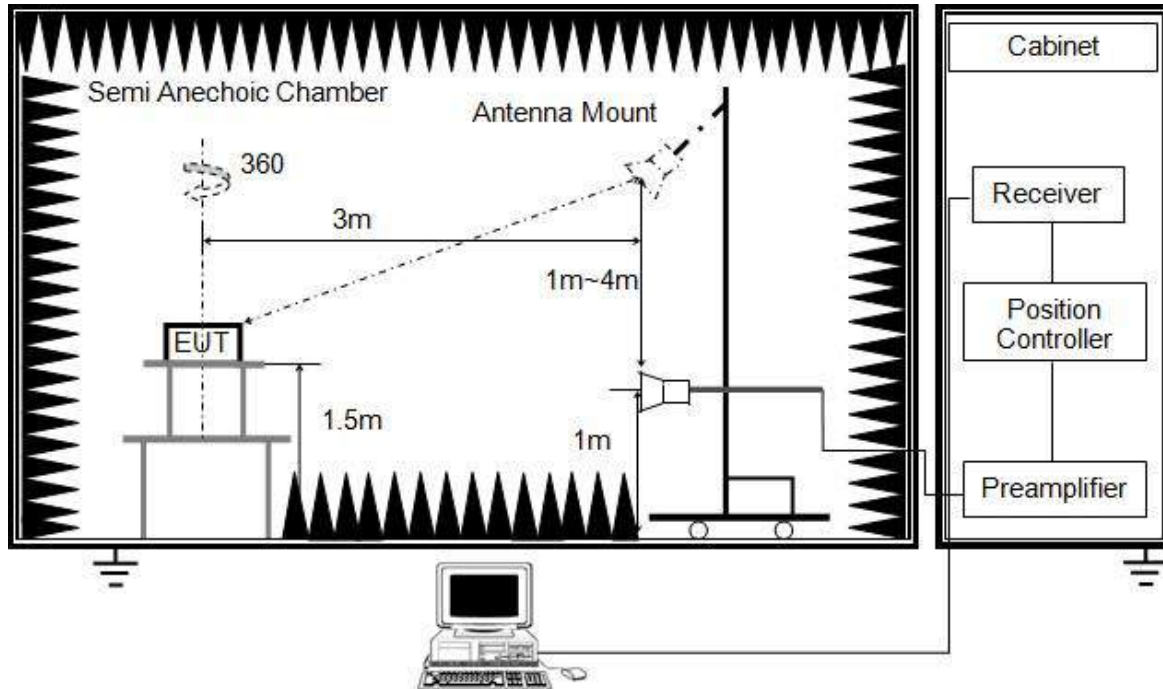 Cabinet
Semi Anechoic Chamber
Antenna Mount
360
Receiver
3m
1m~4m
Position
Controller
EUT
1.5m
1m
Preamplifier